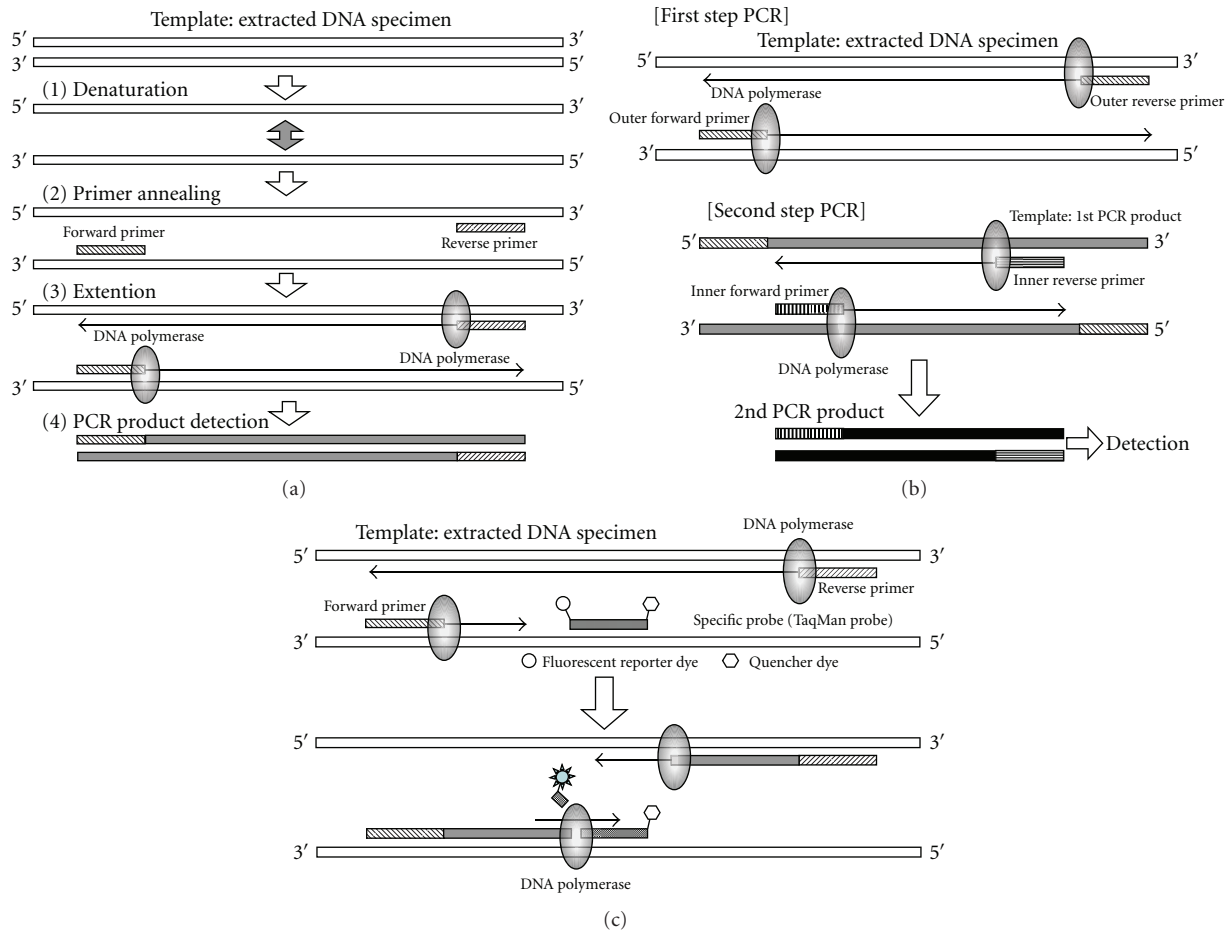 Template: extracted DNA specimen
5′ 3′
3′ 5′
(1) Denaturation
5′ 3′
3′ 5′
(2) Primer annealing
5′ 3′
Forward primer
Reverse primer
3′ 5′
(3) Extention
5′ 3′
DNA polymerase
DNA polymerase
3′ 5′
(4) PCR product detection
(a)
[First step PCR]
Template: extracted DNA specimen
5′ 3′
DNA polymerase
Outer reverse primer
Outer forward primer
3′ 5′
[Second step PCR]
Template: 1st PCR product
5′ 3′
Inner forward primer
Inner reverse primer
3′ 5′
DNA polymerase
2nd PCR product
Detection
(b)
DNA polymerase
Template: extracted DNA specimen
5′ 3′
Reverse primer
Forward primer
Specific probe (TaqMan probe)
3′ 5′
Fluorescent reporter dye
Quencher dye
5′ 3′
3′ 5′
DNA polymerase
(c)